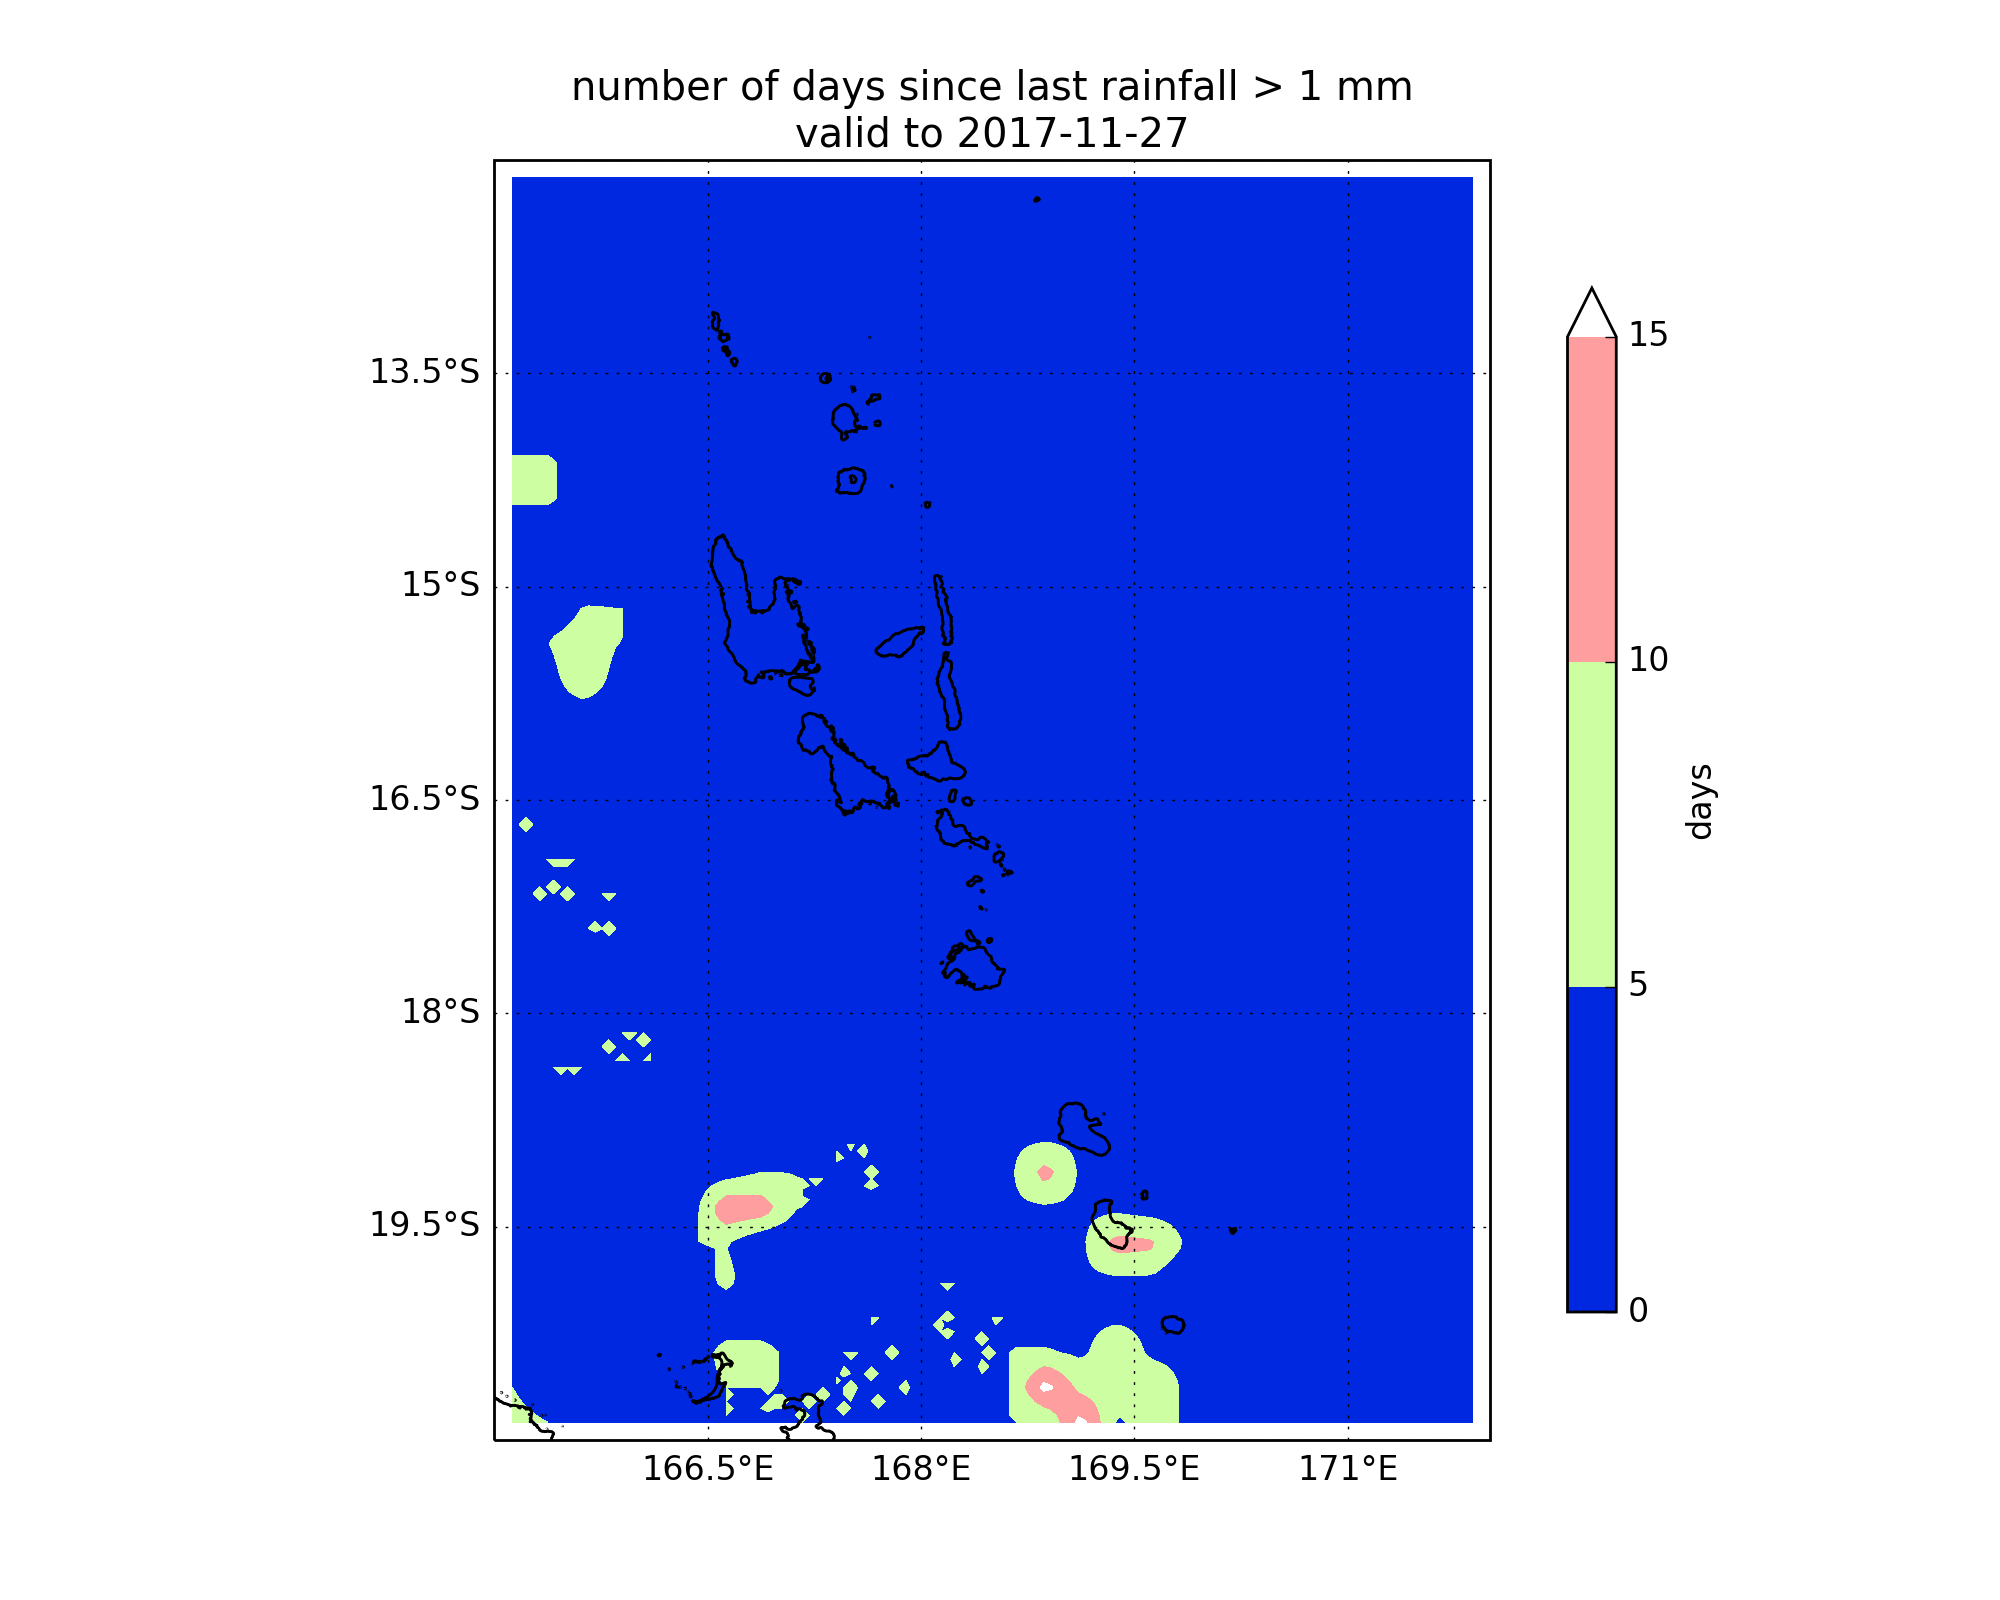 number of days since last rainfall > 1 mm
valid to 2017-11-27
13.5°S
15°S
16.5°S
18°S
19.5°S
166.5°E
168°E
169.5°E
171°E
15
10
5
0
days